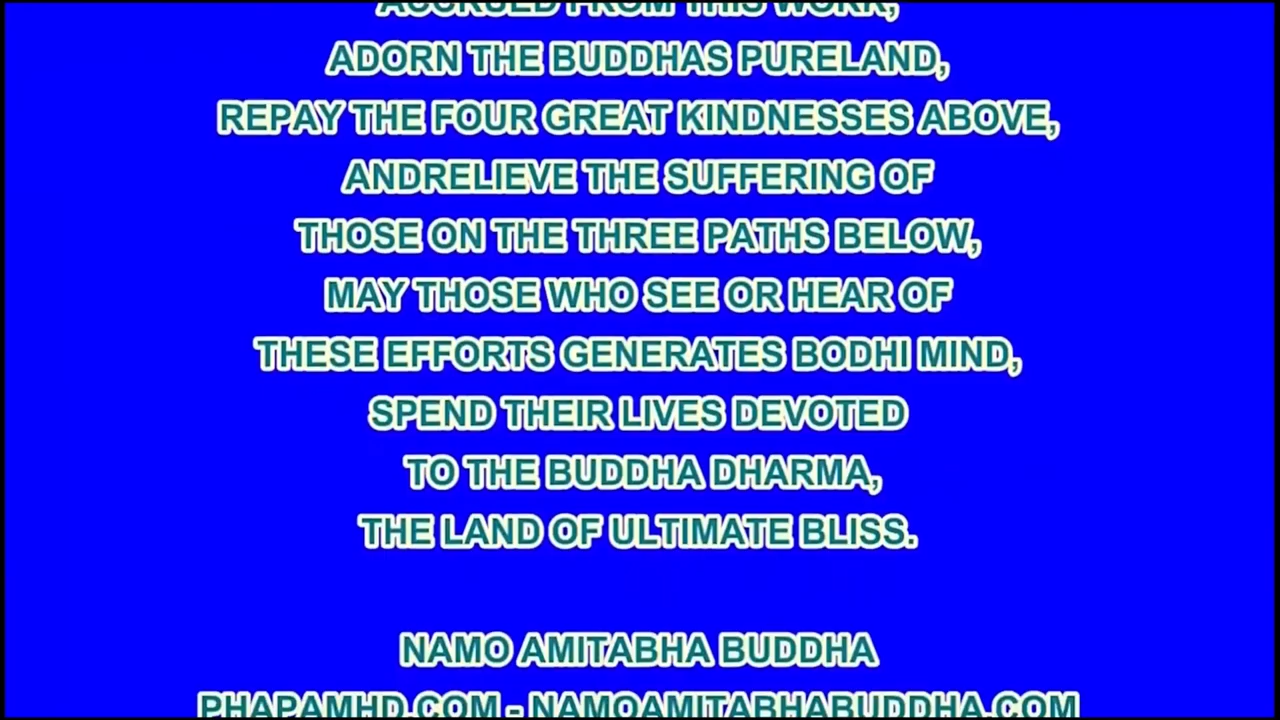 ACCRUED FROM THIS WORK,
ADORN THE BUDDHAS PURELAND,
REPAY THE FOUR GREAT KINDNESSES ABOVE,
ANDRELIEVE THE SUFFERING OF
THOSE ON THE THREE PATHS BELOW,
MAY THOSE WHO SEE OR HEAR OF
THESE EFFORTS GENERATES BODHI MIND,
SPEND THEIR LIVES DEVOTED
TO THE BUDDHA DHARMA,
THE LAND OF ULTIMATE BLISS.
NAMO AMITABHA BUDDHA
PHAPAMHD.COM - NAMOAMITABHABUDDHA.COM